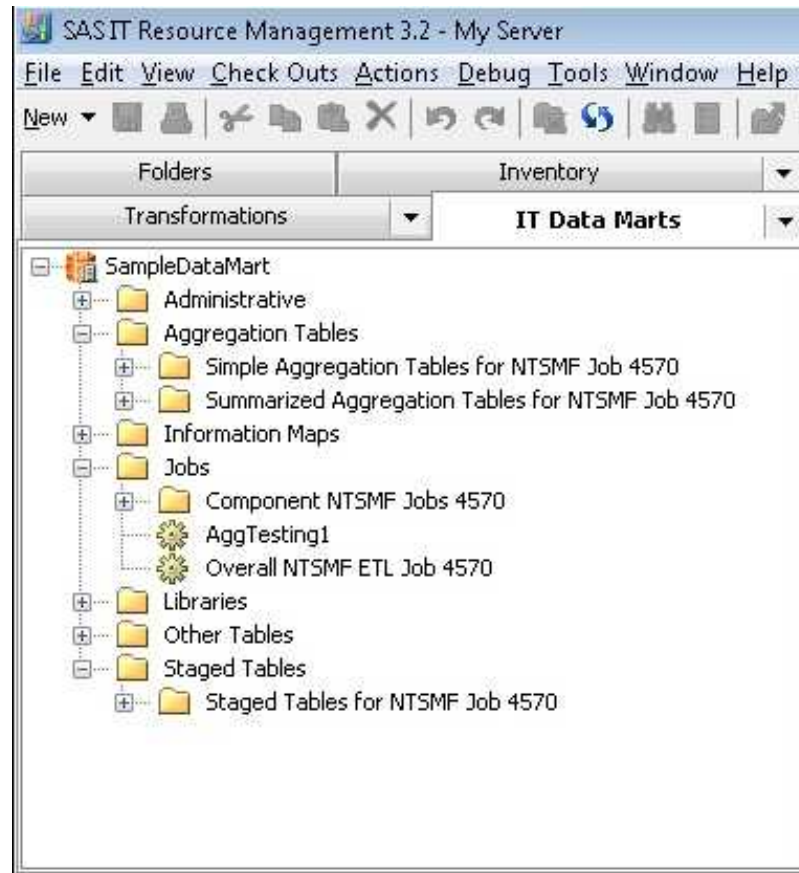 SAS IT Resource Management 3.2 - My Server
File Edit View Check Outs Actions Debug Tools Window Help
New
Folders Inventory
Transformations IT Data Marts
SampleDataMart
Administrative
Aggregation Tables
Simple Aggregation Tables for NTSMF Job 4570
Summarized Aggregation Tables for NTSMF Job 4570
Information Maps
Jobs
Component NTSMF Jobs 4570
AggTesting1
Overall NTSMF ETL Job 4570
Libraries
Other Tables
Staged Tables
Staged Tables for NTSMF Job 4570